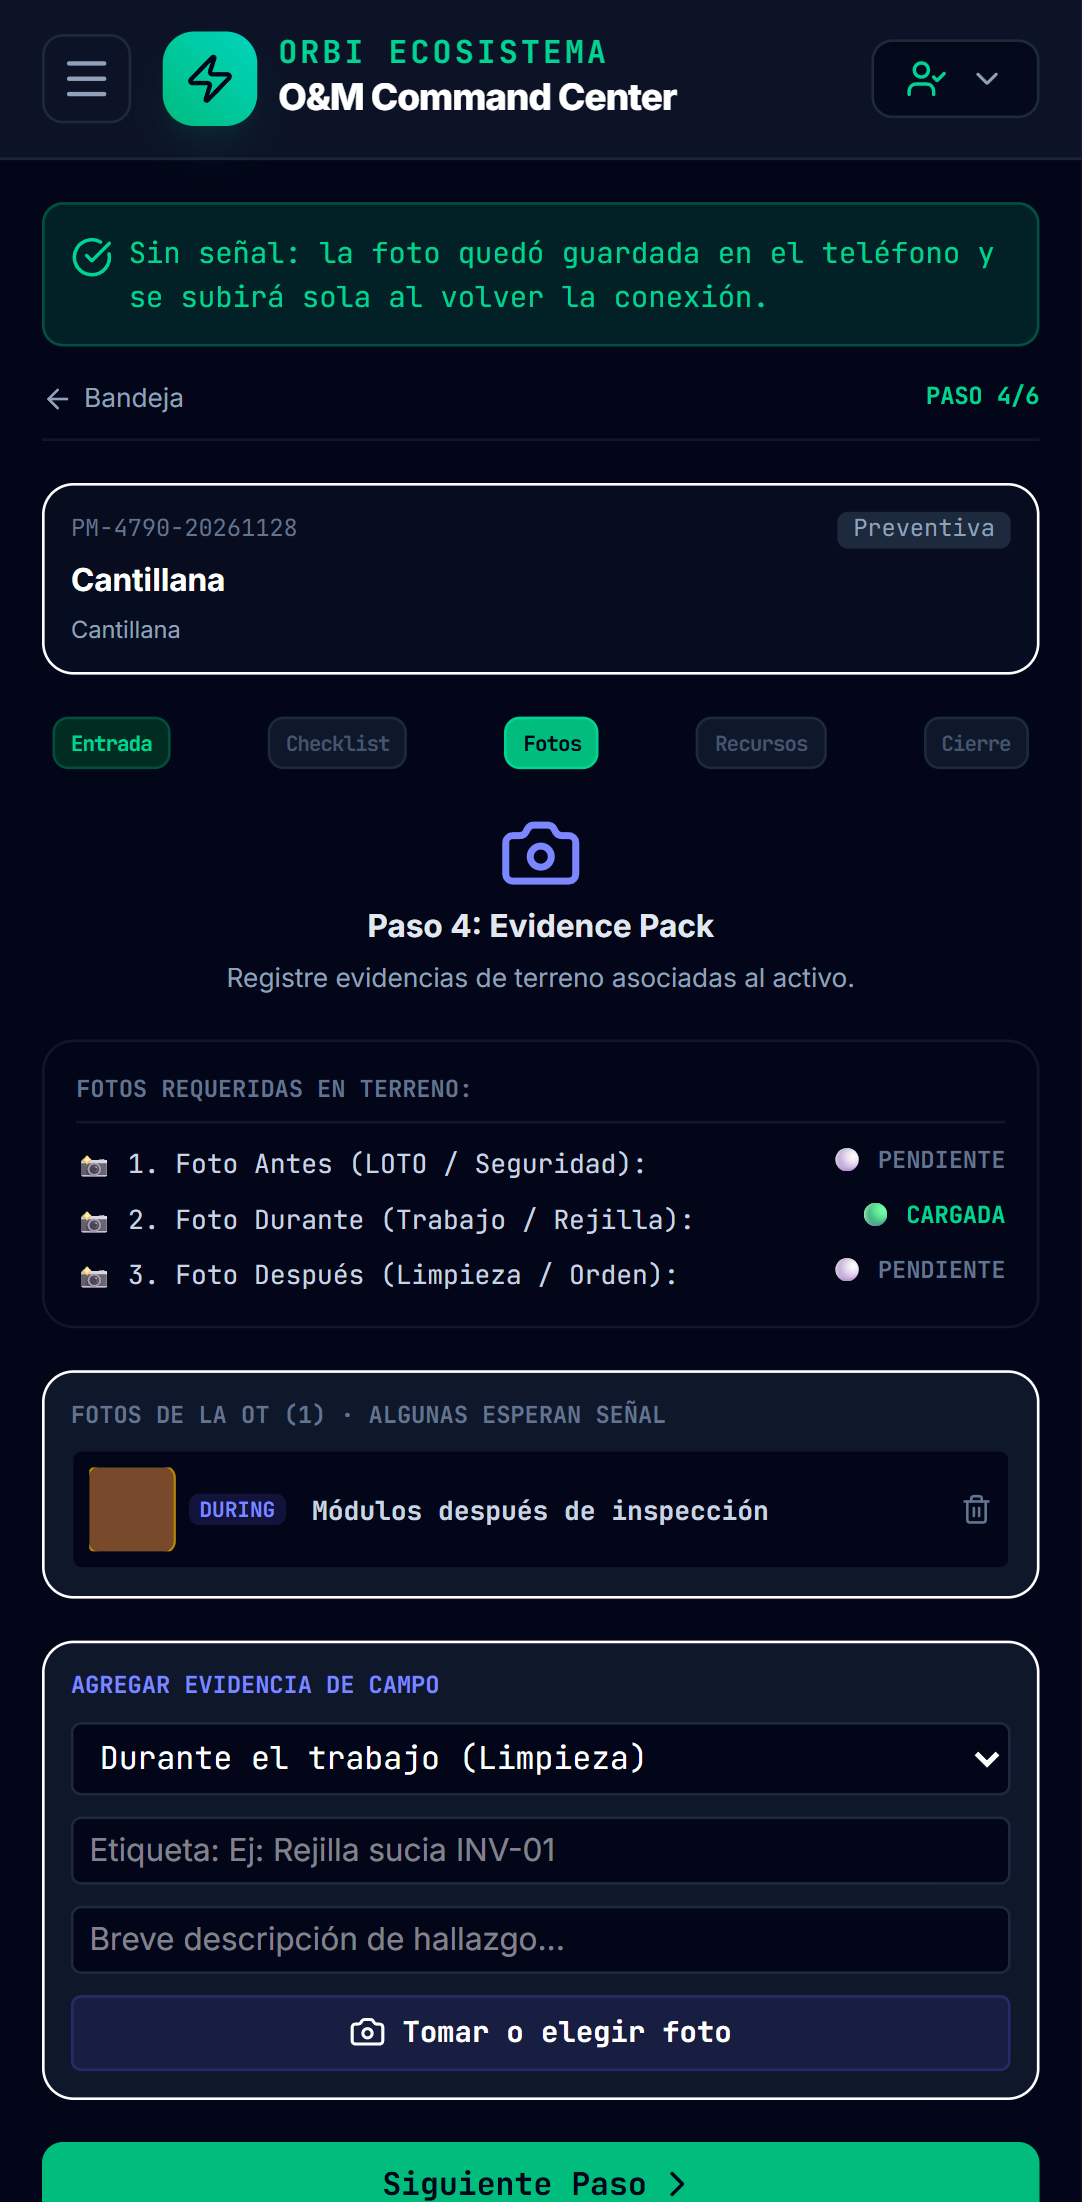 ORBI ECOSISTEMA
O&M Command Center
Sin señal: la foto quedó guardada en el teléfono y
se subirá sola al volver la conexión.
Bandeja
PASO 4/6
PM-4790-20261128
Preventiva
Cantillana
Cantillana
Entrada
Checklist
Fotos
Recursos
Cierre
Paso 4: Evidence Pack
Registre evidencias de terreno asociadas al activo.
FOTOS REQUERIDAS EN TERRENO:
1. Foto Antes (LOTO / Seguridad):
PENDIENTE
2. Foto Durante (Trabajo / Rejilla):
CARGADA
3. Foto Después (Limpieza / Orden):
PENDIENTE
FOTOS DE LA OT (1) · ALGUNAS ESPERAN SEÑAL
DURING
Módulos después de inspección
AGREGAR EVIDENCIA DE CAMPO
Durante el trabajo (Limpieza)
Etiqueta: Ej: Rejilla sucia INV-01
Breve descripción de hallazgo...
Tomar o elegir foto
Siguiente Paso